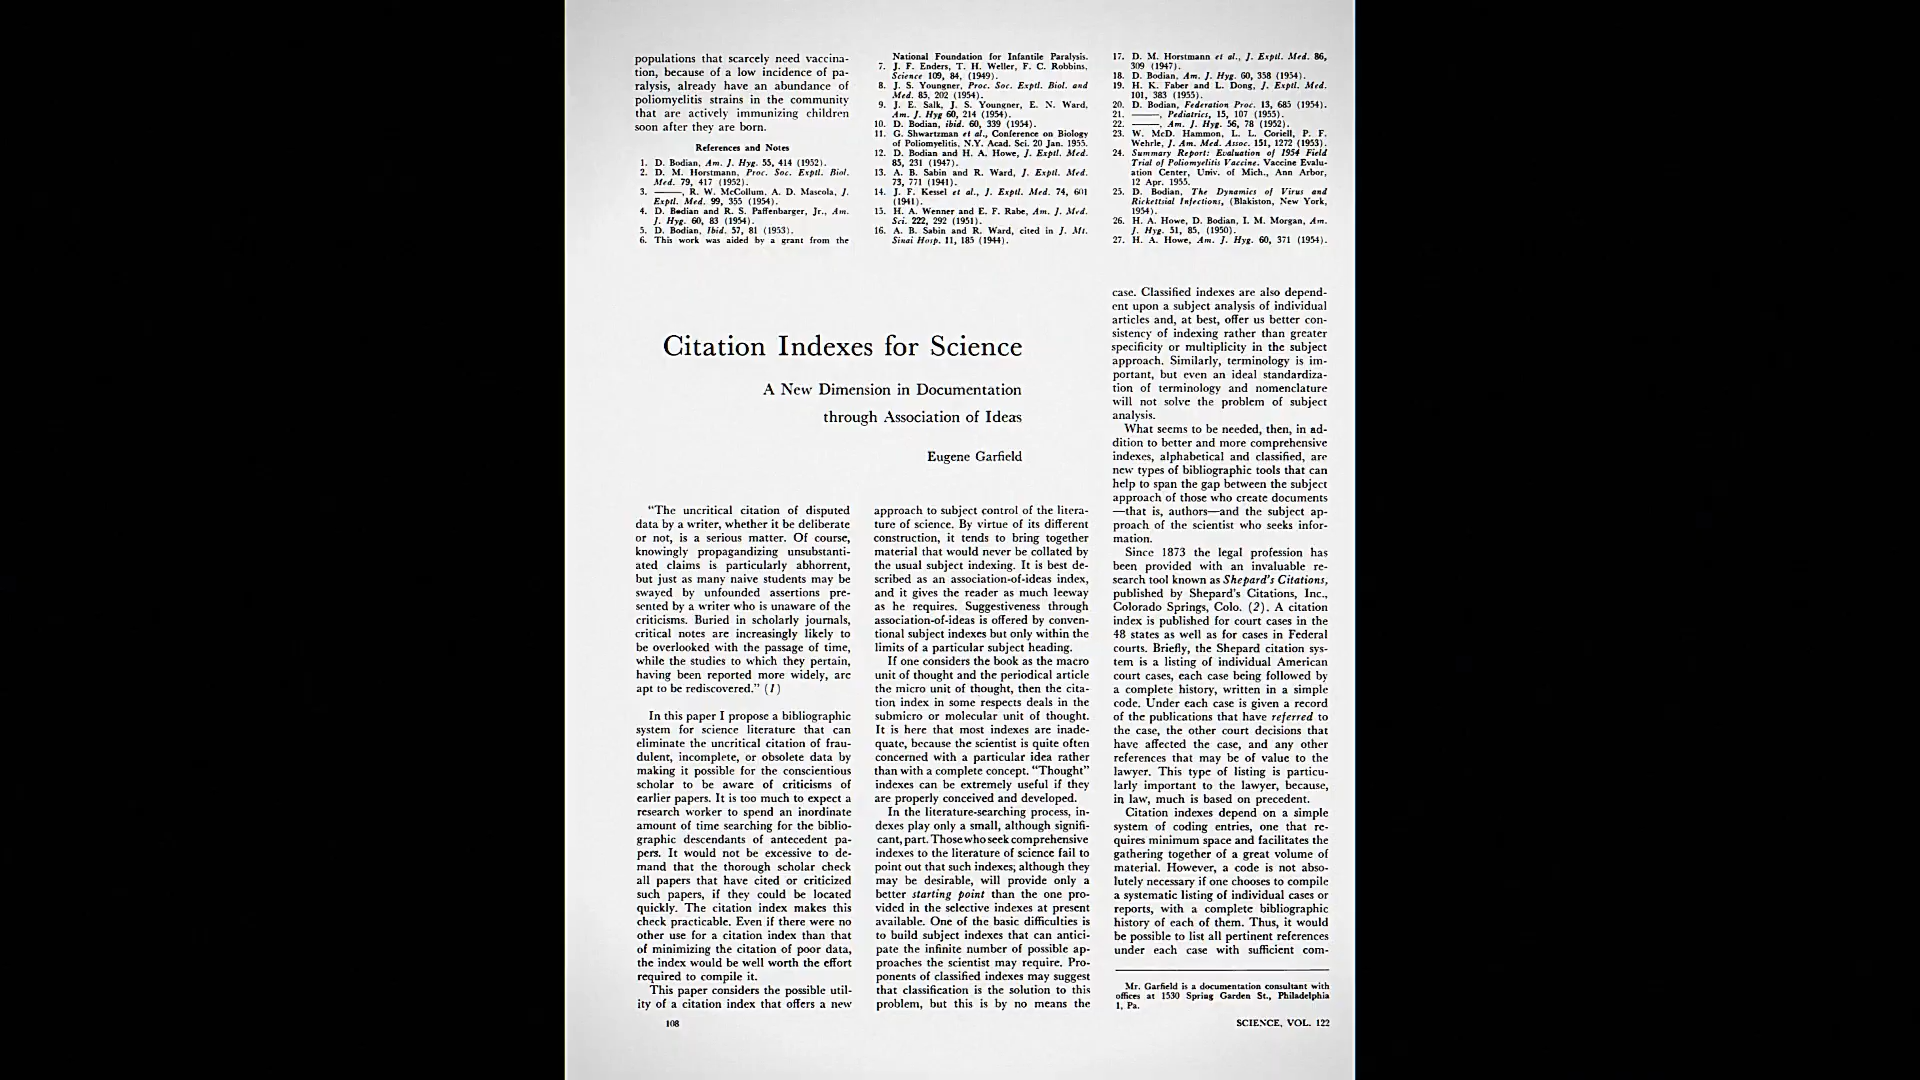 populations that scarcely need vaccina-
tion, because of a low incidence of pa-
ralysis, already have an abundance of
poliomyelitis strains in the community
that are actively immunizing children
soon after they are born.
References and Notes
1. D. Bodian, Am. J. Hyg. 55, 414 (1952).
2. D. M. Horstmann, Proc. Soc. Exptl. Biol.
Med. 79, 417 (1952).
3. ——, R. W. McCollum, A. D. Mascola, J.
Exptl. Med. 99, 355 (1954).
4. D. Bodian and R. S. Paffenbarger, Jr., Am.
J. Hyg. 60, 83 (1954).
5. D. Bodian, Ibid. 57, 81 (1953).
6. This work was aided by a grant from the
National Foundation for Infantile Paralysis.
7. J. F. Enders, T. H. Weller, F. C. Robbins,
Science 109, 84, (1949).
8. J. S. Youngner, Proc. Soc. Exptl. Biol. and
Med. 85, 202 (1954).
9. J. E. Salk, J. S. Youngner, E. N. Ward,
Am. J. Hyg 60, 214 (1954).
10. D. Bodian, ibid. 60, 339 (1954).
11. G. Shwartzman et al., Conference on Biology
of Poliomyelitis, N.Y. Acad. Sci. 20 Jan. 1955.
12. D. Bodian and H. A. Howe, J. Exptl. Med.
85, 231 (1947).
13. A. B. Sabin and R. Ward, J. Exptl. Med.
73, 771 (1941).
14. J. F. Kessel et al., J. Exptl. Med. 74, 601
(1941).
15. H. A. Wenner and E. F. Rabe, Am. J. Med.
Sci. 222, 292 (1951).
16. A. B. Sabin and R. Ward, cited in J. Mt.
Sinai Hosp. 11, 185 (1944).
17. D. M. Horstmann et al., J. Exptl. Med. 86,
309 (1947).
18. D. Bodian, Am. J. Hyg. 60, 358 (1954).
19. H. K. Faber and L. Dong, J. Exptl. Med.
101, 383 (1955).
20. D. Bodian, Federation Proc. 13, 685 (1954).
21. ——, Pediatrics, 15, 107 (1955).
22. ——, Am. J. Hyg. 56, 78 (1952).
23. W. McD. Hammon, L. L. Coriell, P. F.
Wehrle, J. Am. Med. Assoc. 151, 1272 (1953).
24. Summary Report: Evaluation of 1954 Field
Trial of Poliomyelitis Vaccine. Vaccine Evalu-
ation Center, Univ. of Mich., Ann Arbor,
12 Apr. 1955.
25. D. Bodian, The Dynamics of Virus and
Rickettsial Infections, (Blakiston, New York,
1954).
26. H. A. Howe, D. Bodian, I. M. Morgan, Am.
J. Hyg. 51, 85, (1950).
27. H. A. Howe, Am. J. Hyg. 60, 371 (1954).
Citation Indexes for Science
A New Dimension in Documentation
through Association of Ideas
Eugene Garfield
"The uncritical citation of disputed
data by a writer, whether it be deliberate
or not, is a serious matter. Of course,
knowingly propagandizing unsubstanti-
ated claims is particularly abhorrent,
but just as many naive students may be
swayed by unfounded assertions pre-
sented by a writer who is unaware of the
criticisms. Buried in scholarly journals,
critical notes are increasingly likely to
be overlooked with the passage of time,
while the studies to which they pertain,
having been reported more widely, are
apt to be rediscovered." (1)
In this paper I propose a bibliographic
system for science literature that can
eliminate the uncritical citation of frau-
dulent, incomplete, or obsolete data by
making it possible for the conscientious
scholar to be aware of criticisms of
earlier papers. It is too much to expect a
research worker to spend an inordinate
amount of time searching for the biblio-
graphic descendants of antecedent pa-
pers. It would not be excessive to de-
mand that the thorough scholar check
all papers that have cited or criticized
such papers, if they could be located
quickly. The citation index makes this
check practicable. Even if there were no
other use for a citation index than that
of minimizing the citation of poor data,
the index would be well worth the effort
required to compile it.
This paper considers the possible util-
ity of a citation index that offers a new
approach to subject control of the litera-
ture of science. By virtue of its different
construction, it tends to bring together
material that would never be collated by
the usual subject indexing. It is best de-
scribed as an association-of-ideas index,
and it gives the reader as much leeway
as he requires. Suggestiveness through
association-of-ideas is offered by conven-
tional subject indexes but only within the
limits of a particular subject heading.
If one considers the book as the macro
unit of thought and the periodical article
the micro unit of thought, then the cita-
tion index in some respects deals in the
submicro or molecular unit of thought.
It is here that most indexes are inade-
quate, because the scientist is quite often
concerned with a particular idea rather
than with a complete concept. "Thought"
indexes can be extremely useful if they
are properly conceived and developed.
In the literature-searching process, in-
dexes play only a small, although signifi-
cant, part. Those who seek comprehensive
indexes to the literature of science fail to
point out that such indexes, although they
may be desirable, will provide only a
better starting point than the one pro-
vided in the selective indexes at present
available. One of the basic difficulties is
to build subject indexes that can antici-
pate the infinite number of possible ap-
proaches the scientist may require. Pro-
ponents of classified indexes may suggest
that classification is the solution to this
problem, but this is by no means the
case. Classified indexes are also depend-
ent upon a subject analysis of individual
articles and, at best, offer us better con-
sistency of indexing rather than greater
specificity or multiplicity in the subject
approach. Similarly, terminology is im-
portant, but even an ideal standardiza-
tion of terminology and nomenclature
will not solve the problem of subject
analysis.
What seems to be needed, then, in ad-
dition to better and more comprehensive
indexes, alphabetical and classified, are
new types of bibliographic tools that can
help to span the gap between the subject
approach of those who create documents
—that is, authors—and the subject ap-
proach of the scientist who seeks infor-
mation.
Since 1873 the legal profession has
been provided with an invaluable re-
search tool known as Shepard's Citations,
published by Shepard's Citations, Inc.,
Colorado Springs, Colo. (2). A citation
index is published for court cases in the
48 states as well as for cases in Federal
courts. Briefly, the Shepard citation sys-
tem is a listing of individual American
court cases, each case being followed by
a complete history, written in a simple
code. Under each case is given a record
of the publications that have referred to
the case, the other court decisions that
have affected the case, and any other
references that may be of value to the
lawyer. This type of listing is particu-
larly important to the lawyer, because,
in law, much is based on precedent.
Citation indexes depend on a simple
system of coding entries, one that re-
quires minimum space and facilitates the
gathering together of a great volume of
material. However, a code is not abso-
lutely necessary if one chooses to compile
a systematic listing of individual cases or
reports, with a complete bibliographic
history of each of them. Thus, it would
be possible to list all pertinent references
under each case with sufficient com-
Mr. Garfield is a documentation consultant with
offices at 1530 Spring Garden St., Philadelphia
1, Pa.
108
SCIENCE, VOL. 122